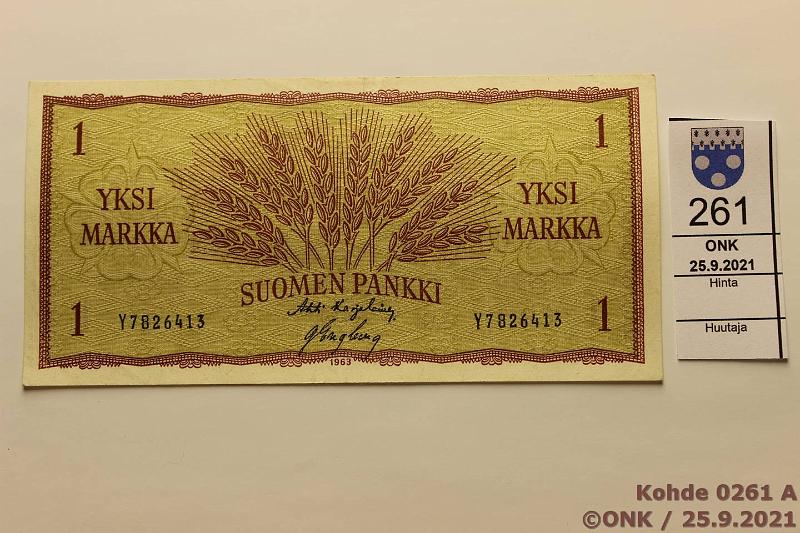 1
1
YKSI
MARKKA
YKSI
MARKKA
SUOMEN PANKKI
1
Y7826413
Y7826413
1
1963
261
ONK
25.9.2021
Hinta
Huutaja
Kohde 0261 A
©ONK / 25.9.2021